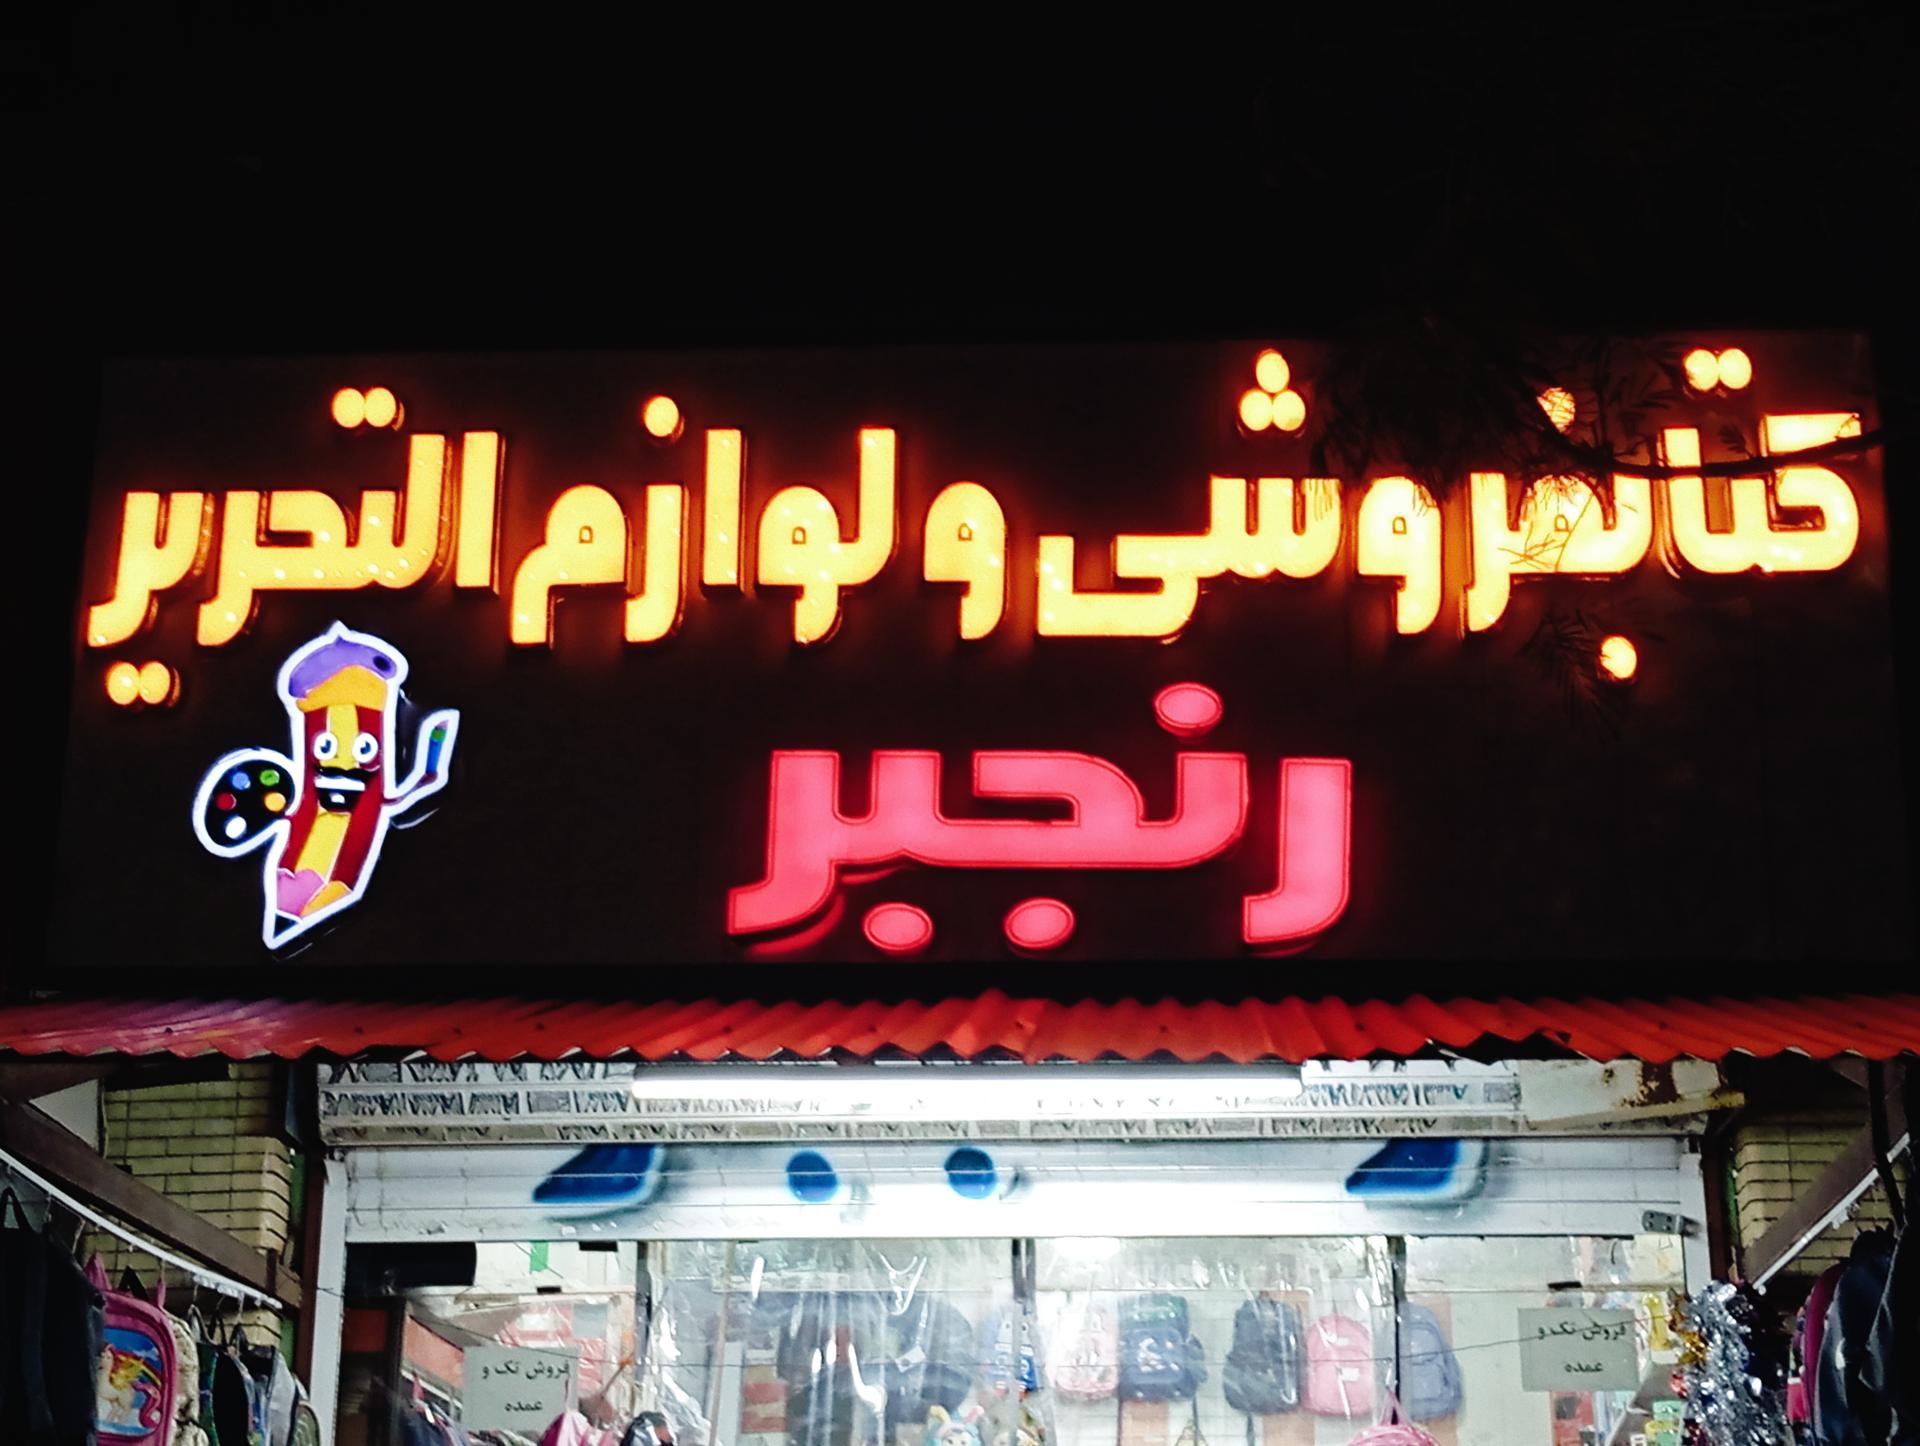 کتابفروشی و لوازم التحریر
رنجبر
فروش تک و
عمده
فروش تک و
عمده